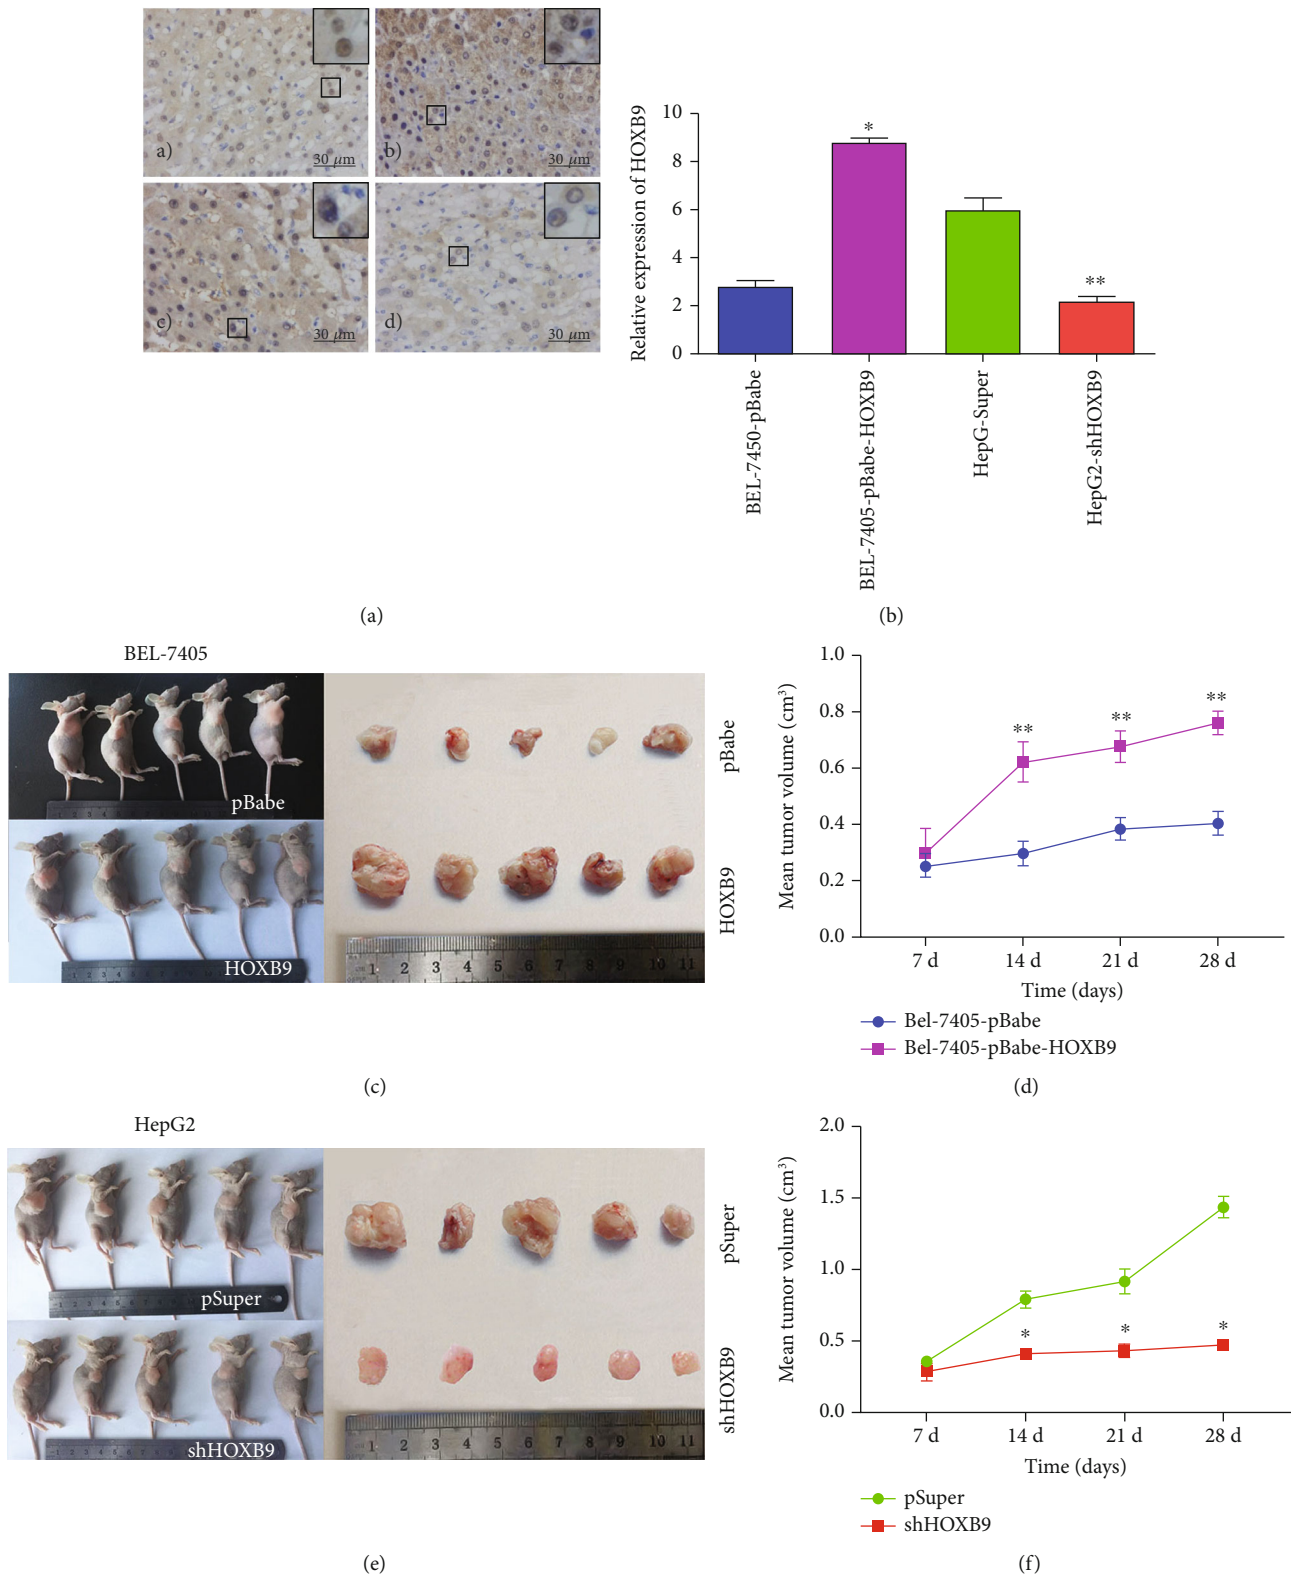 a)
30 μm
b)
30 μm
c)
30 μm
d)
30 μm
(a)
Relative expression of HOXB9
10
8
6
4
2
0
*
**
BEL-7450-pBabe
BEL-7405-pBabe-HOXB9
HepG-Super
HepG2-shHOXB9
(b)
BEL-7405
pBabe
HOXB9
pBabe
HOXB9
1 2 3 4 5 6 7 8 9 10 11
(c)
Mean tumor volume (cm³)
1.0
0.8
0.6
0.4
0.2
0.0
**
**
**
7 d 14 d 21 d 28 d
Time (days)
Bel-7405-pBabe
Bel-7405-pBabe-HOXB9
(d)
HepG2
pSuper
shHOXB9
pSuper
shHOXB9
1 2 3 4 5 6 7 8 9 10 11
(e)
Mean tumor volume (cm³)
2.0
1.5
1.0
0.5
0.0
*
*
*
7 d 14 d 21 d 28 d
Time (days)
pSuper
shHOXB9
(f)